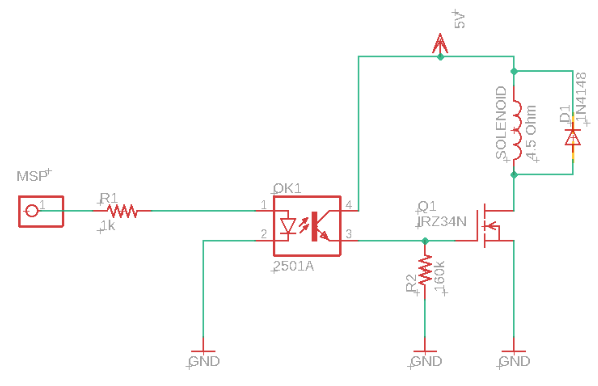 5V
SOLENOID
4.5 Ohm
D1
1N4148
MSP
1
R1
1k
OK1
1
2
4
3
2501A
Q1
IRZ34N
R2
160k
GND
GND
GND